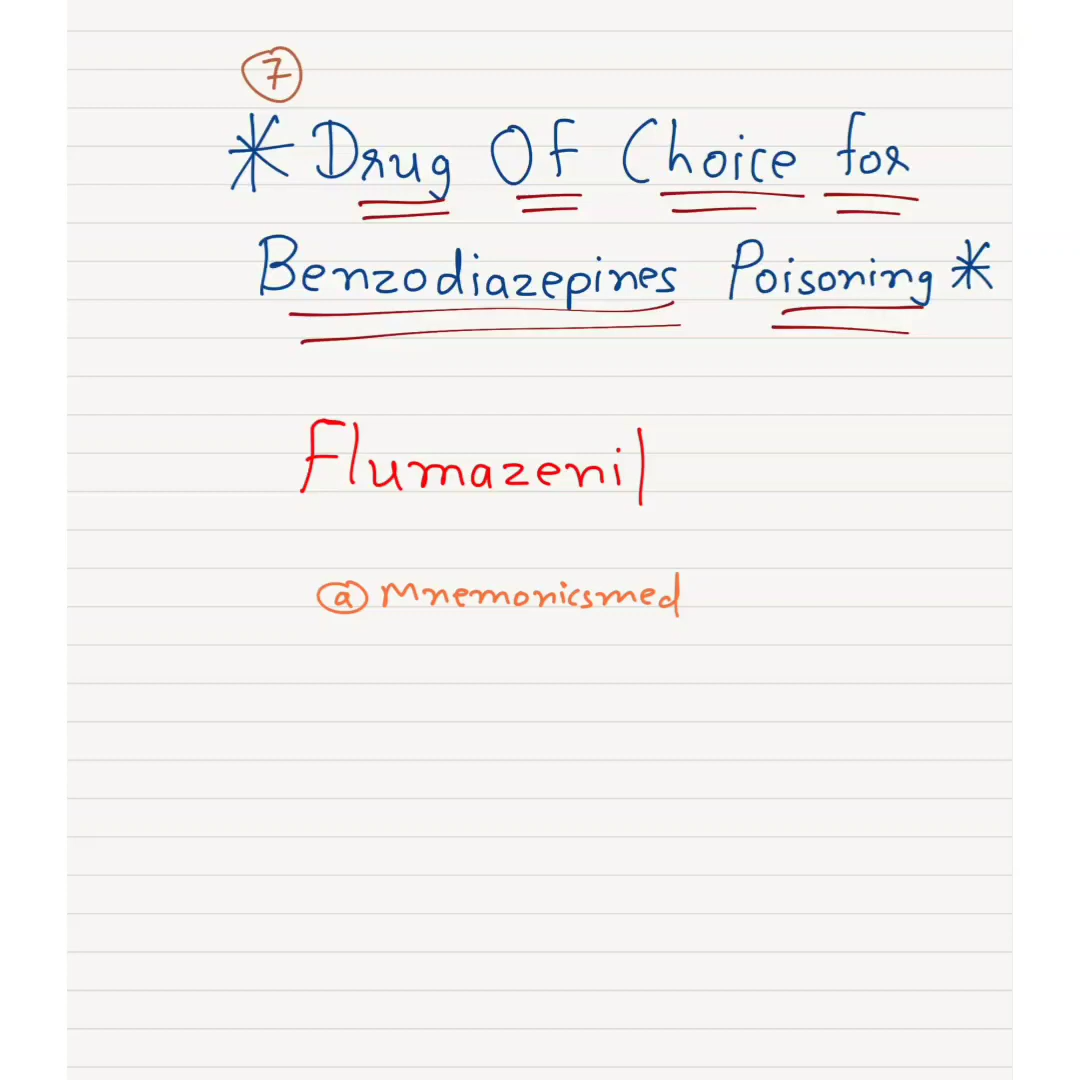 7
* Drug Of Choice for
Benzodiazepines Poisoning *
Flumazenil
@mnemonicsmed